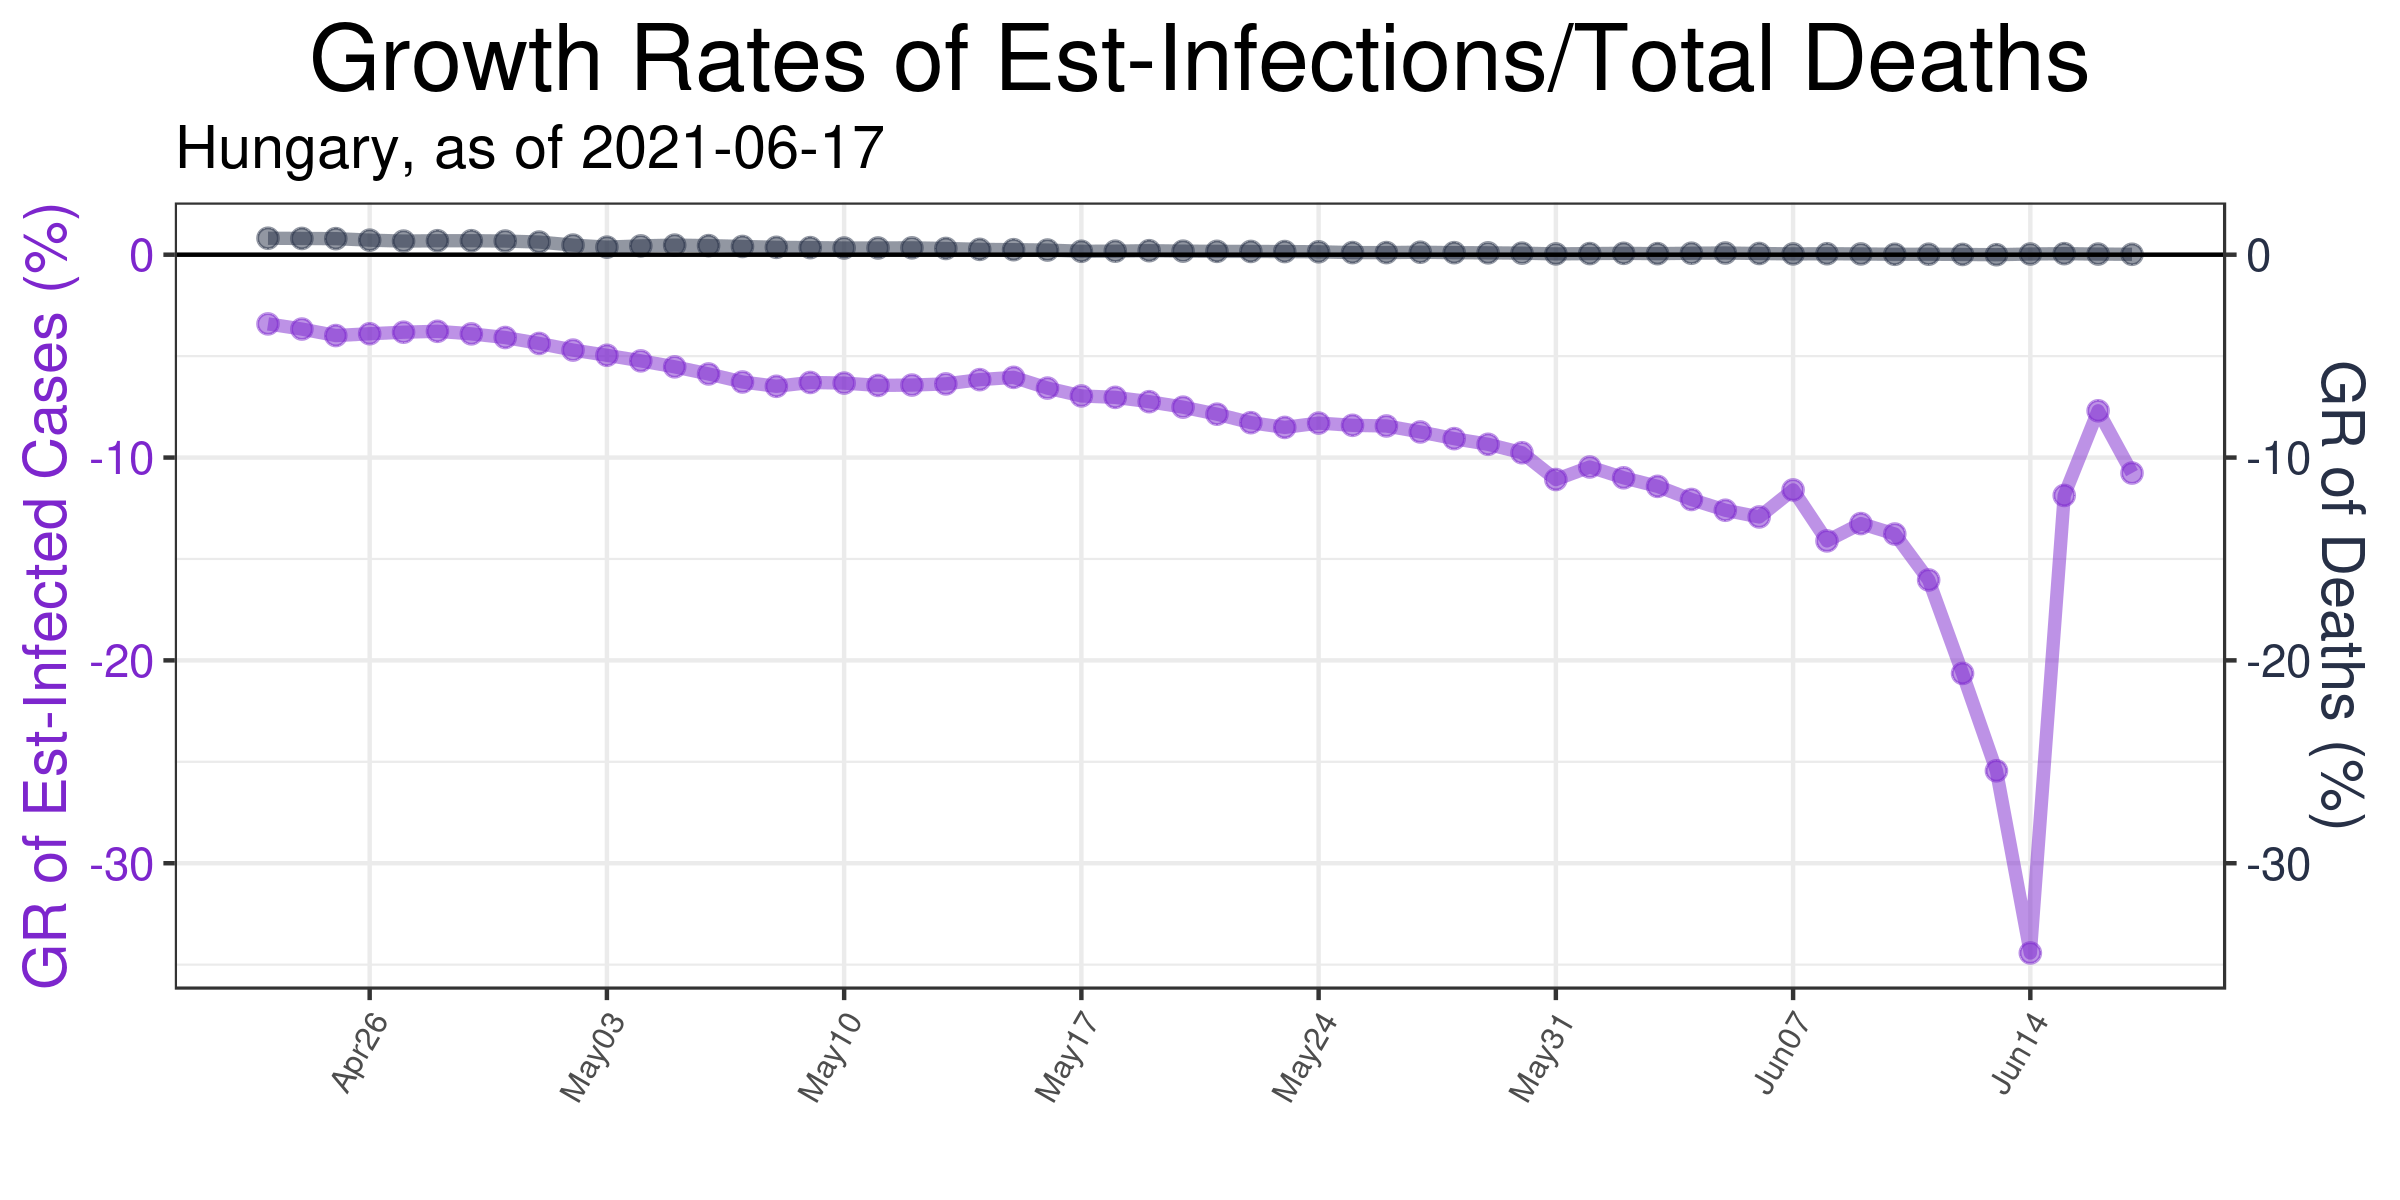 Growth Rates of Est-Infections/Total Deaths
Hungary, as of 2021-06-17
GR of Est-Infected Cases (%)
0
-10
-20
-30
0
-10
-20
-30
GR of Deaths (%)
Apr26
May03
May10
May17
May24
May31
Jun07
Jun14